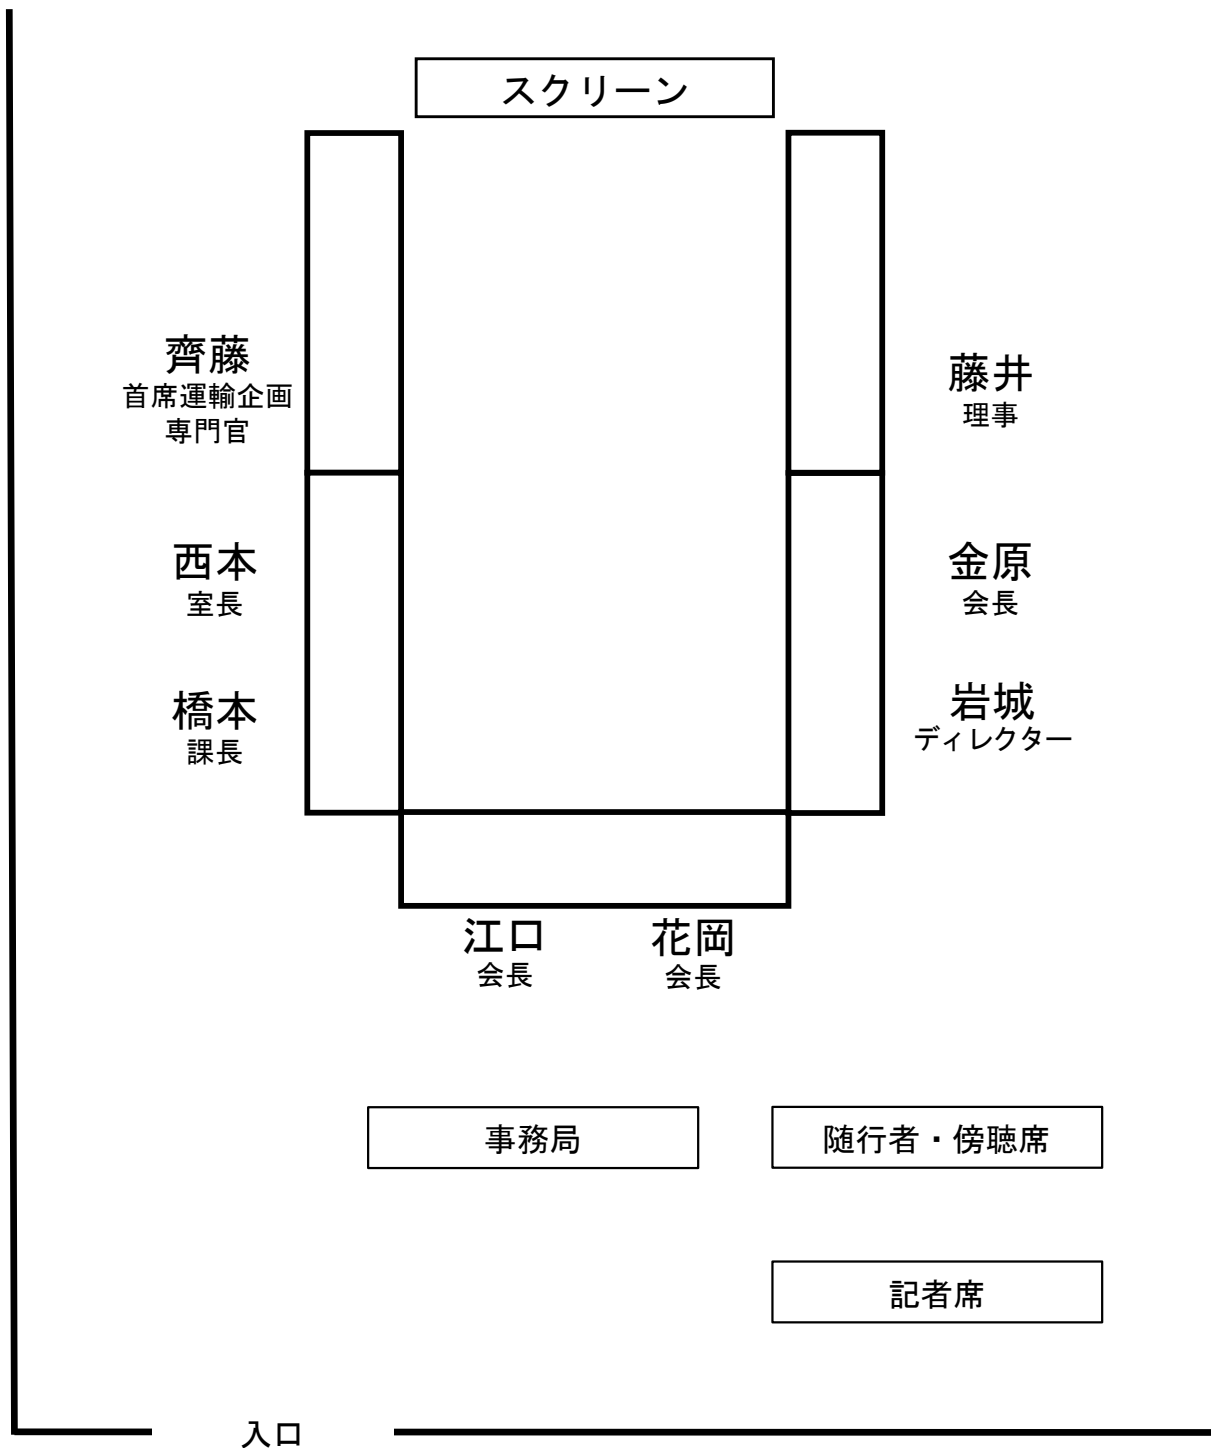 スクリーン
齊藤
首席運輸企画
専門官
藤井
理事
西本
室長
金原
会長
橋本
課長
岩城
ディレクター
江口
会長
花岡
会長
事務局
随行者・傍聴席
記者席
入口